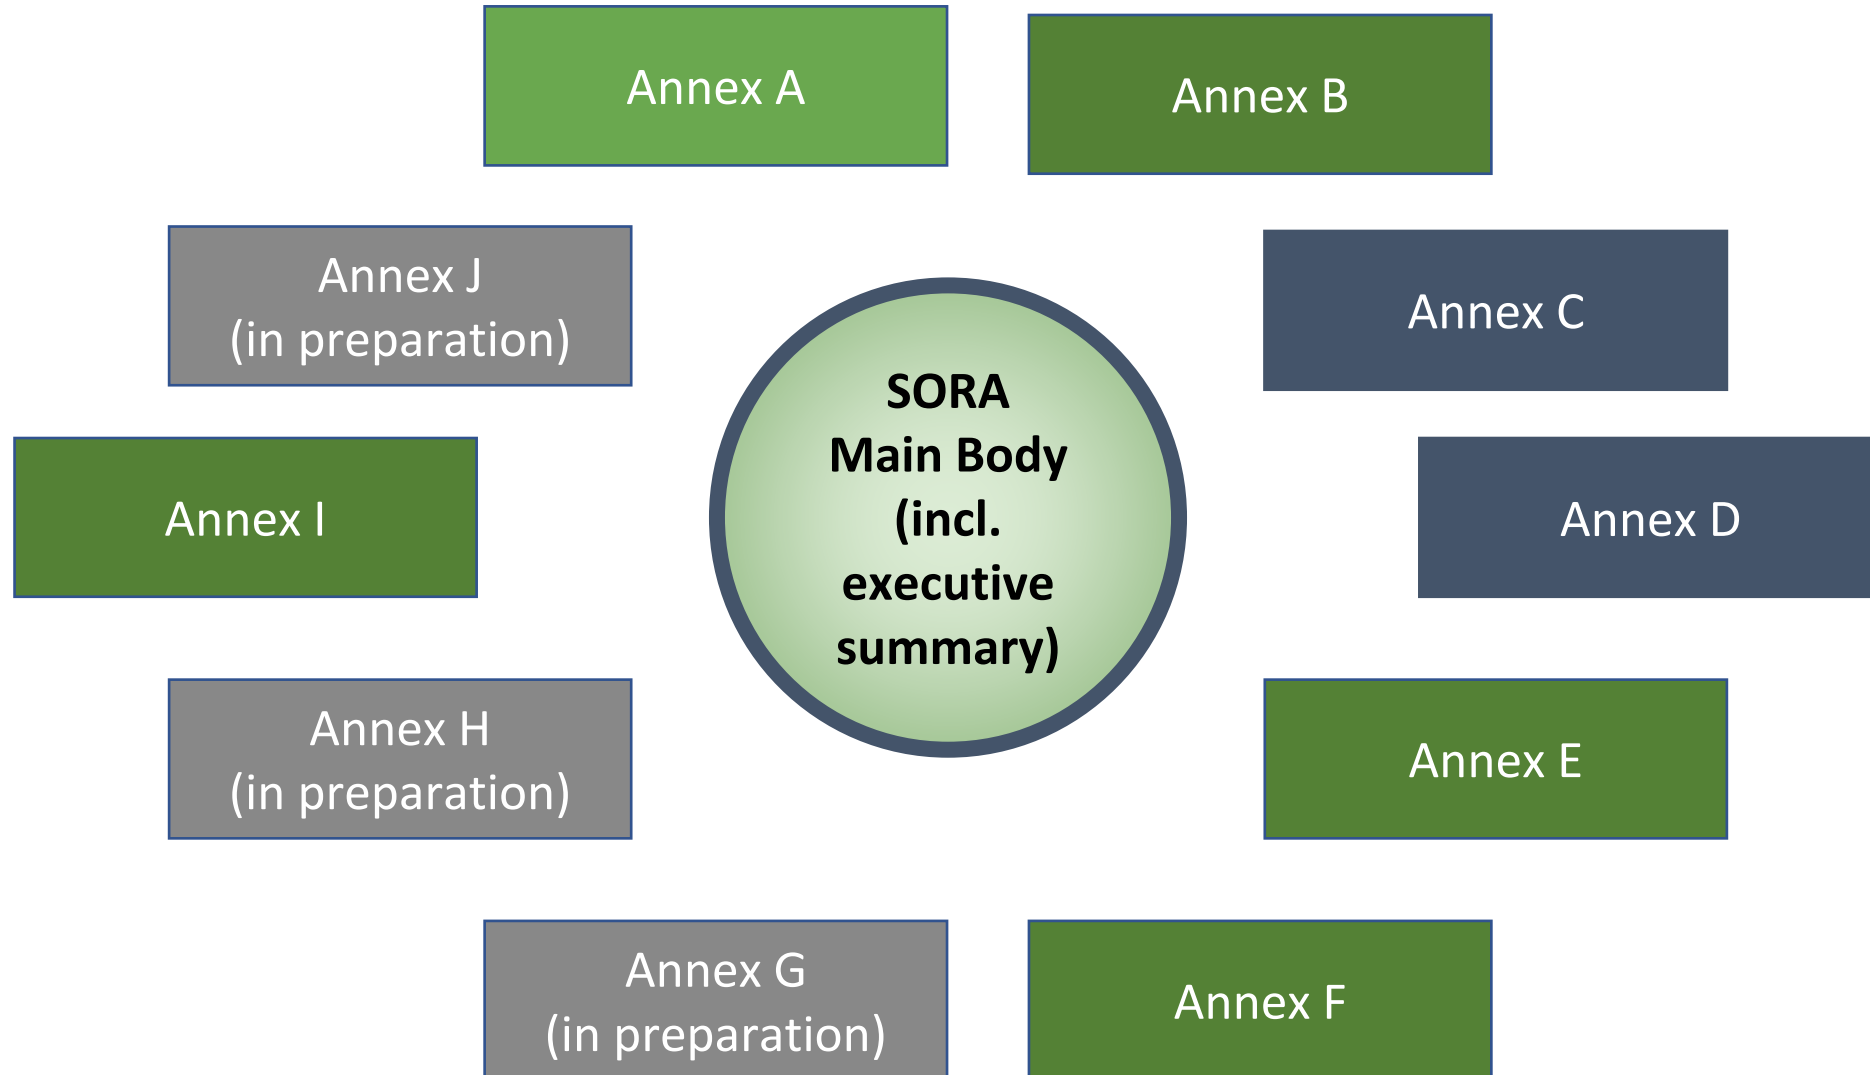 Annex A
Annex B
Annex J
(in preparation)
Annex C
SORA
Main Body
(incl.
executive
summary)
Annex I
Annex D
Annex H
(in preparation)
Annex E
Annex G
(in preparation)
Annex F